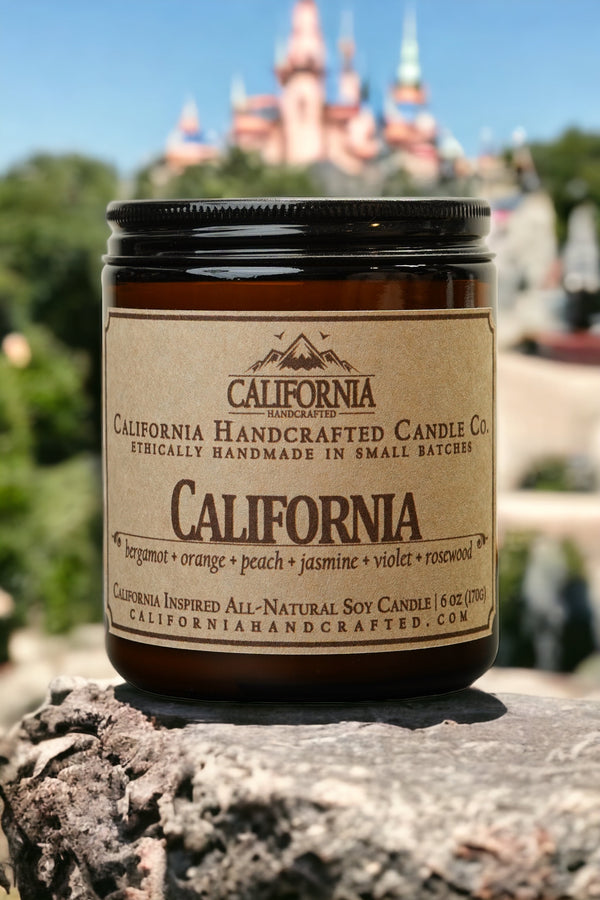 CALIFORNIA
HANDCRAFTED
CALIFORNIA HANDCRAFTED CANDLE CO.
ETHICALLY HANDMADE IN SMALL BATCHES
CALIFORNIA
bergamot + orange + peach + jasmine + violet + rosewood
CALIFORNIA INSPIRED ALL-NATURAL SOY CANDLE | 6 OZ (170G)
CALIFORNIAHANDCRAFTED.COM